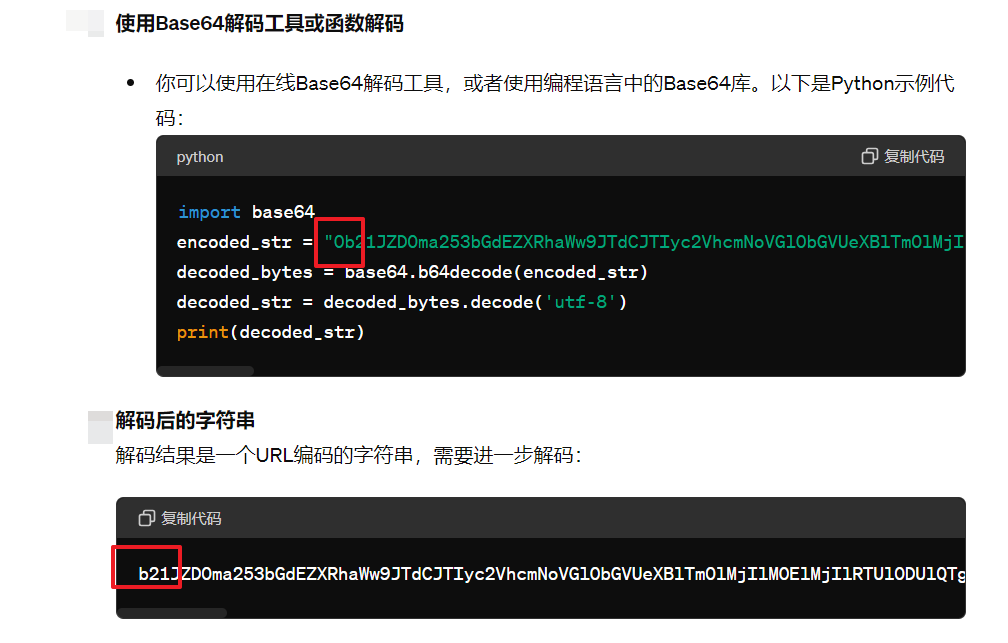 使用Base64解码工具或函数解码
你可以使用在线Base64解码工具，或者使用编程语言中的Base64库。以下是Python示例代
码：
python
复制代码
import base64
encoded_str = "Ob21JZDOma253bGdEZXRhaWw9JTdCJTIyc2VhcmNoVGlObGVUeXBlTmOlMjI
decoded_bytes = base64.b64decode(encoded_str)
decoded_str = decoded_bytes.decode('utf-8')
print(decoded_str)
解码后的字符串
解码结果是一个URL编码的字符串，需要进一步解码：
复制代码
b21JZDOma253bGdEZXRhaWw9JTdCJTIyc2VhcmNoVGlObGVUeXBlTmOlMjIlMOElMjIlRTUlODUlQTg